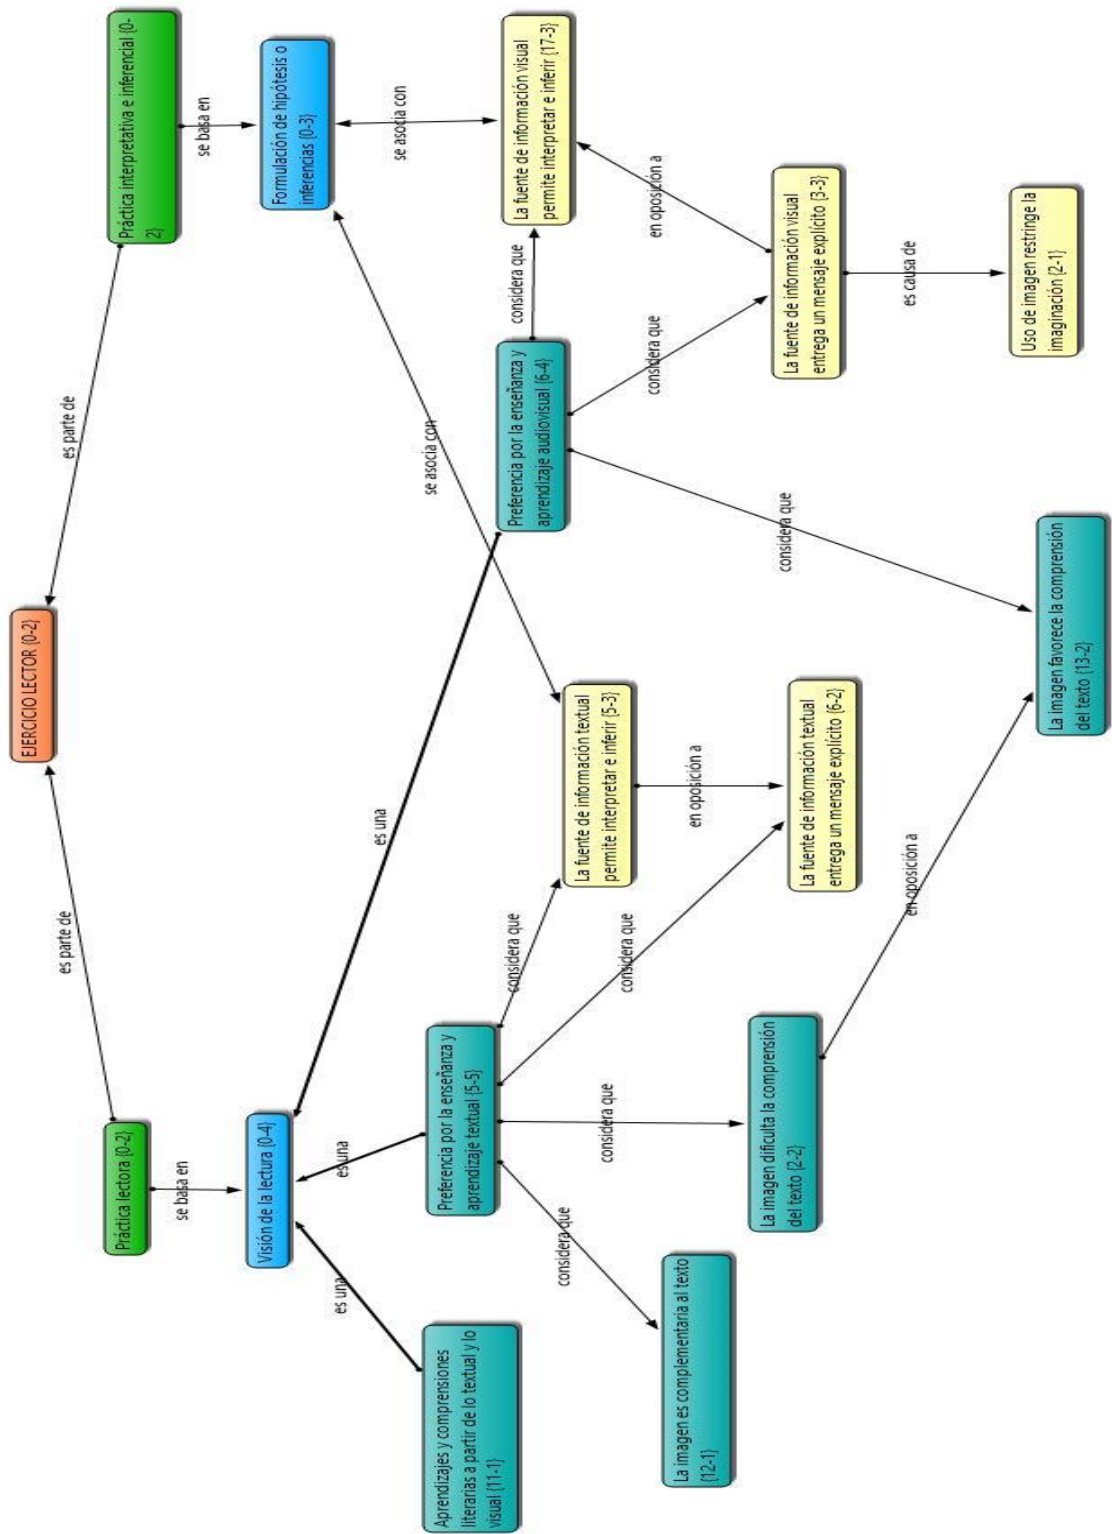 EJERCICIO LECTOR {0-2}
es parte de
es parte de
Práctica lectora {0-2}
Práctica interpretativa e inferencial {0-
2}
se basa en
se basa en
Visión de la lectura {0-4}
Formulación de hipótesis o
inferencias {0-3}
es una
es una
es una
se asocia con
se asocia con
Aprendizajes y comprensiones
literarias a partir de lo textual y lo
visual {11-1}
Preferencia por la enseñanza y
aprendizaje textual {5-5}
Preferencia por la enseñanza y
aprendizaje audiovisual {6-4}
considera que
La fuente de información visual
permite interpretar e inferir {17-3}
considera que
considera que
considera que
considera que
La fuente de información textual
permite interpretar e inferir {5-3}
considera que
considera que
en oposición a
en oposición a
La imagen es complementaria al texto
{12-1}
La imagen dificulta la comprensión
del texto {2-2}
La fuente de información textual
entrega un mensaje explícito {6-2}
La fuente de información visual
entrega un mensaje explícito {3-3}
en oposición a
es causa de
La imagen favorece la comprensión
del texto {13-2}
Uso de imagen restringe la
imaginación {2-1}